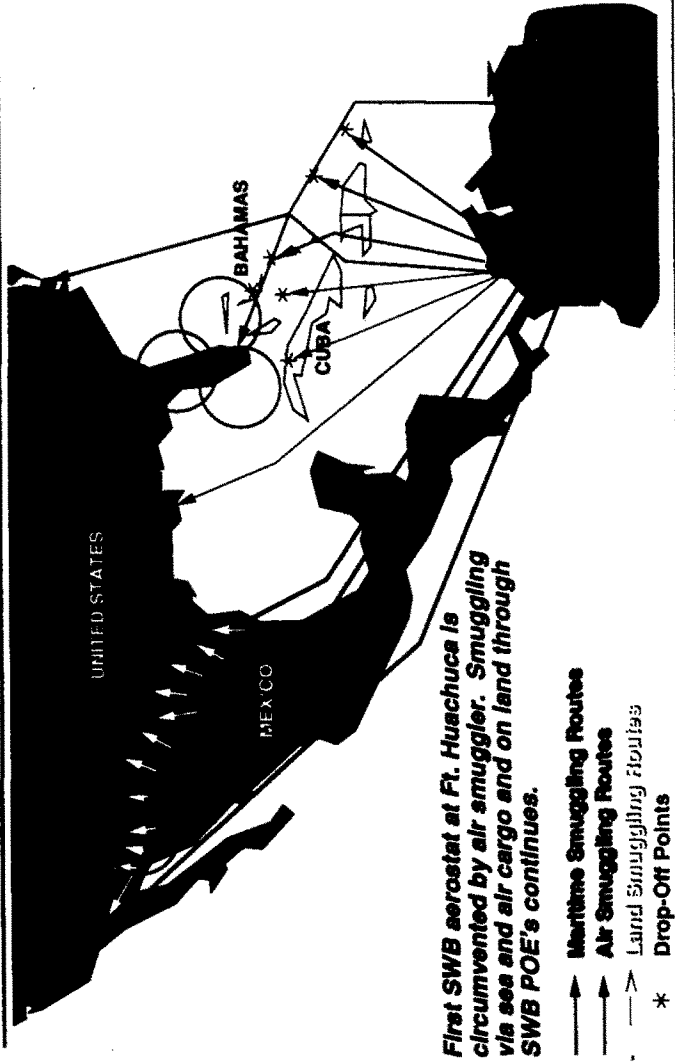 UNITED STATES
MEXICO
BAHAMAS
CUBA
First SWB aerostat at Ft. Huachuca is
circumvented by air smuggler. Smuggling
via sea and air cargo and on land through
SWB POE's continues.
Maritime Smuggling Routes
Air Smuggling Routes
Land Smuggling Routes
* Drop-Off Points